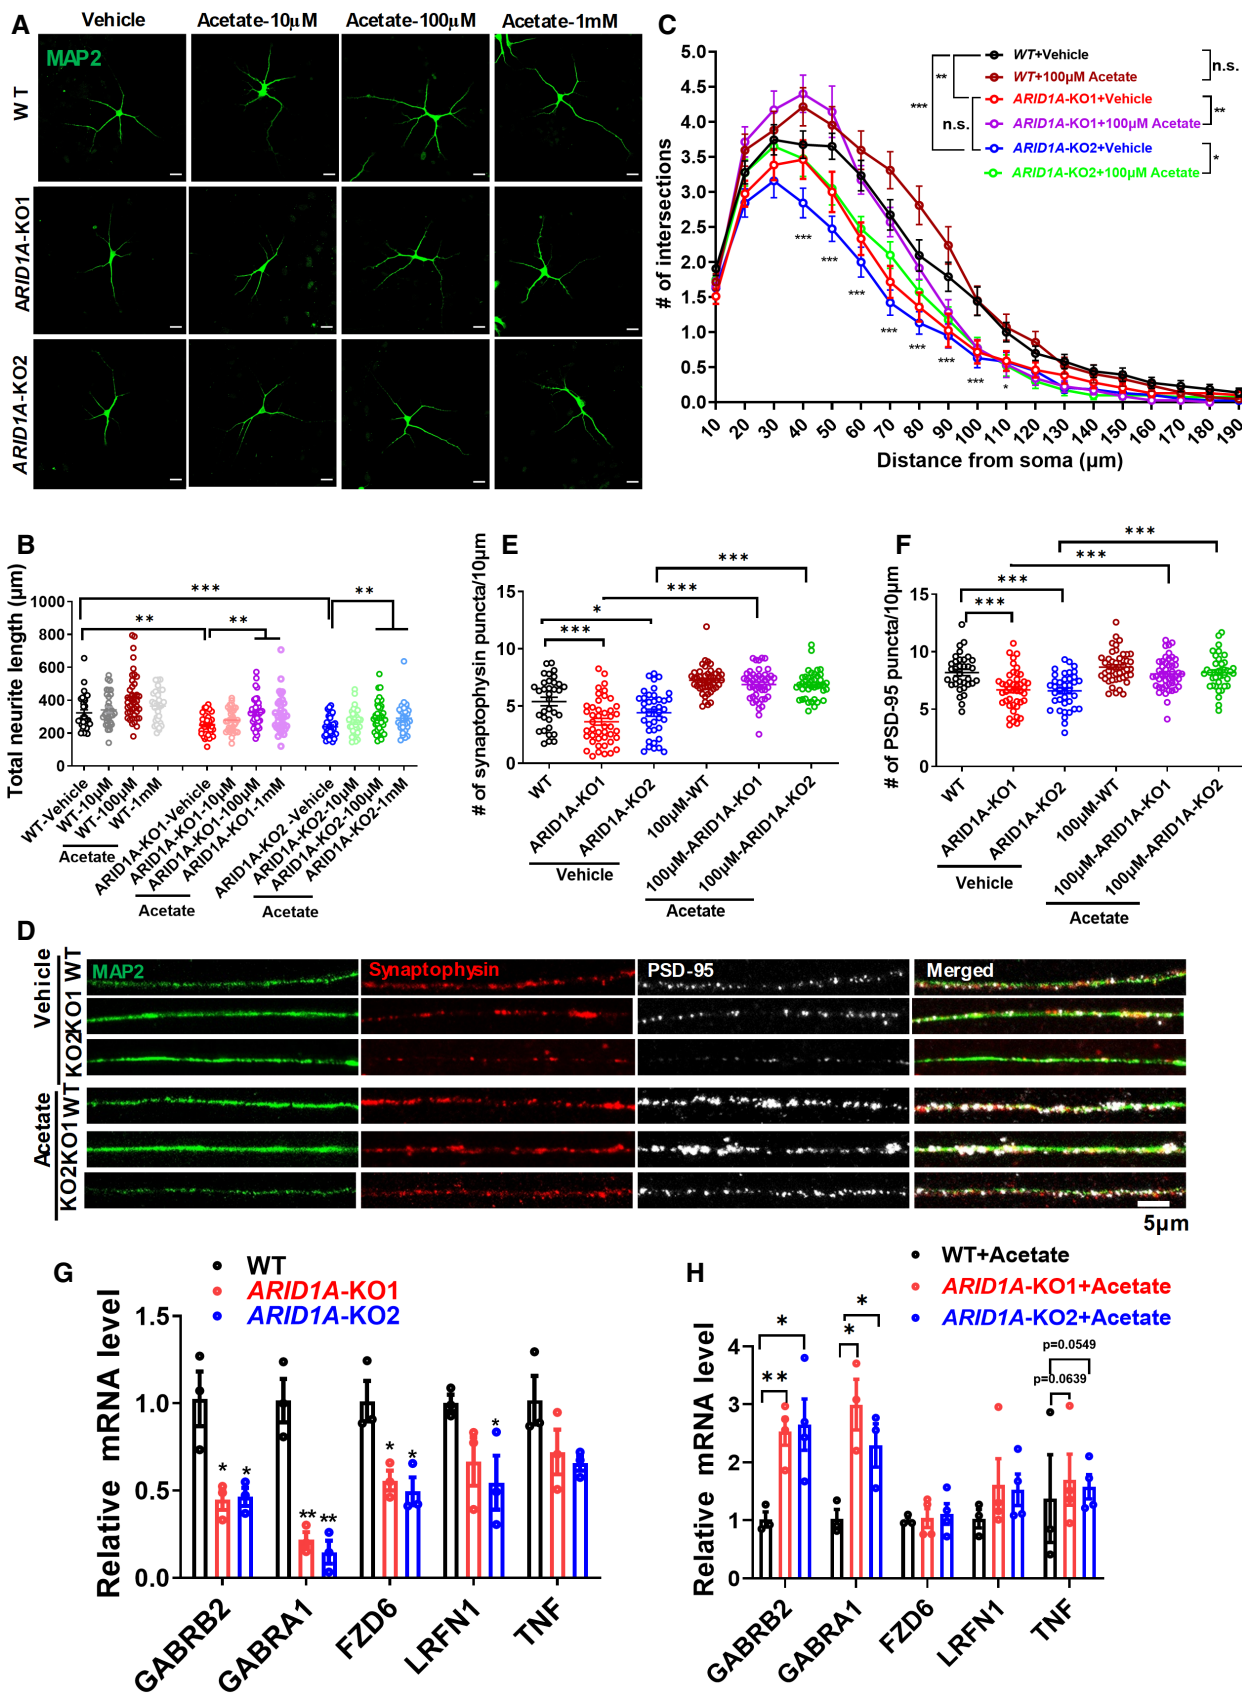 A
Vehicle
Acetate-10μM
Acetate-100μM
Acetate-1mM
MAP2
WT
ARID1A-KO1
ARID1A-KO2
C
# of intersections
5.0
4.5
4.0
3.5
3.0
2.5
2.0
1.5
1.0
0.5
0.0
10 20 30 40 50 60 70 80 90 100 110 120 130 140 150 160 170 180 190
Distance from soma (μm)
WT+Vehicle
WT+100μM Acetate
ARID1A-KO1+Vehicle
ARID1A-KO1+100μM Acetate
ARID1A-KO2+Vehicle
ARID1A-KO2+100μM Acetate
***
**
n.s.
n.s.
**
*
***
***
***
***
***
***
***
*
B
Total neurite length (μm)
1000
800
600
400
200
0
***
**
**
**
WT-Vehicle
WT-10μM
WT-100μM
WT-1mM
ARID1A-KO1-Vehicle
ARID1A-KO1-10μM
ARID1A-KO1-100μM
ARID1A-KO1-1mM
ARID1A-KO2-Vehicle
ARID1A-KO2-10μM
ARID1A-KO2-100μM
ARID1A-KO2-1mM
Acetate
Acetate
Acetate
E
# of synaptophysin puncta/10μm
15
10
5
0
***
***
*
***
WT
ARID1A-KO1
ARID1A-KO2
100μM-WT
100μM-ARID1A-KO1
100μM-ARID1A-KO2
Vehicle
Acetate
F
# of PSD-95 puncta/10μm
15
10
5
0
***
***
***
***
WT
ARID1A-KO1
ARID1A-KO2
100μM-WT
100μM-ARID1A-KO1
100μM-ARID1A-KO2
Vehicle
Acetate
D
MAP2
Synaptophysin
PSD-95
Merged
Vehicle
WT
KO1
KO2
Acetate
WT
KO1
KO2
5μm
G
WT
ARID1A-KO1
ARID1A-KO2
Relative mRNA level
1.5
1.0
0.5
0.0
*
*
**
**
*
*
*
GABRB2
GABRA1
FZD6
LRFN1
TNF
H
WT+Acetate
ARID1A-KO1+Acetate
ARID1A-KO2+Acetate
Relative mRNA level
4
3
2
1
0
*
**
*
*
p=0.0549
p=0.0639
GABRB2
GABRA1
FZD6
LRFN1
TNF